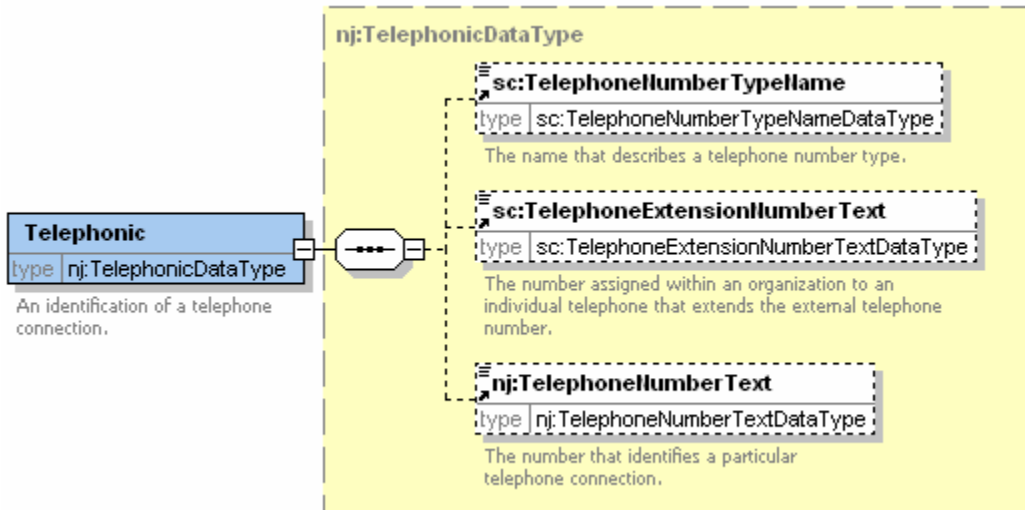 nj:TelephonicDataType
sc:TelephoneNumberTypeName
type sc:TelephoneNumberTypeNameDataType
The name that describes a telephone number type.
sc:TelephoneExtensionNumberText
type sc:TelephoneExtensionNumberTextDataType
The number assigned within an organization to an
individual telephone that extends the external telephone
number.
Telephonic
type nj:TelephonicDataType
An identification of a telephone
connection.
nj:TelephoneNumberText
type nj:TelephoneNumberTextDataType
The number that identifies a particular
telephone connection.